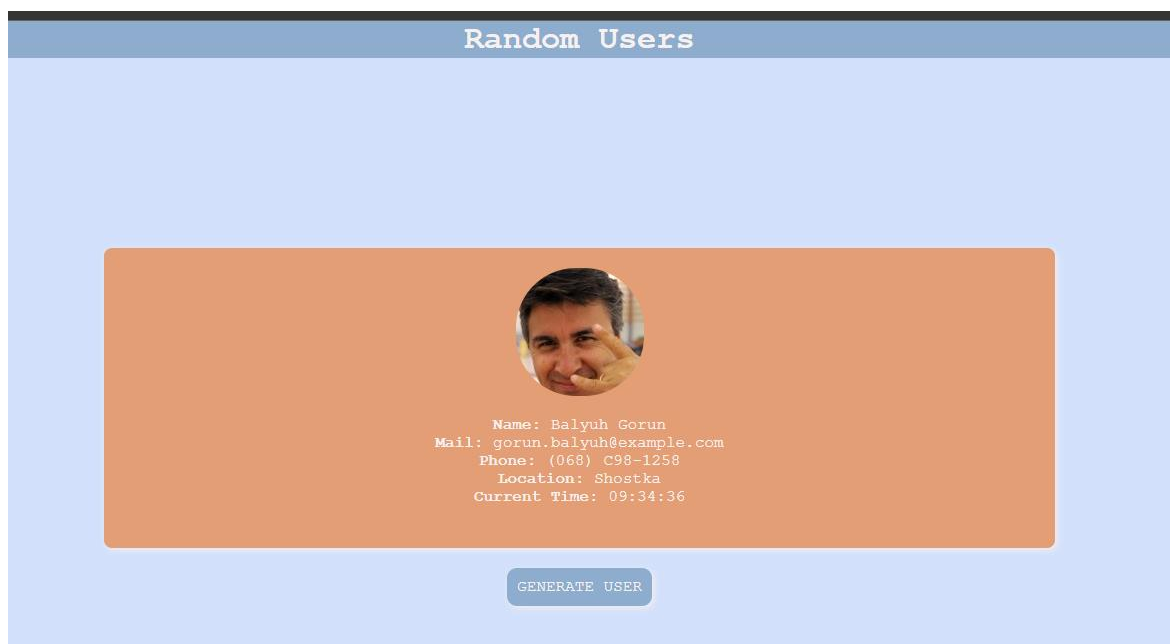 Random Users
Name: Balyuh Gorun
Mail: gorun.balyuh@example.com
Phone: (068) C98-1258
Location: Shostka
Current Time: 09:34:36
GENERATE USER